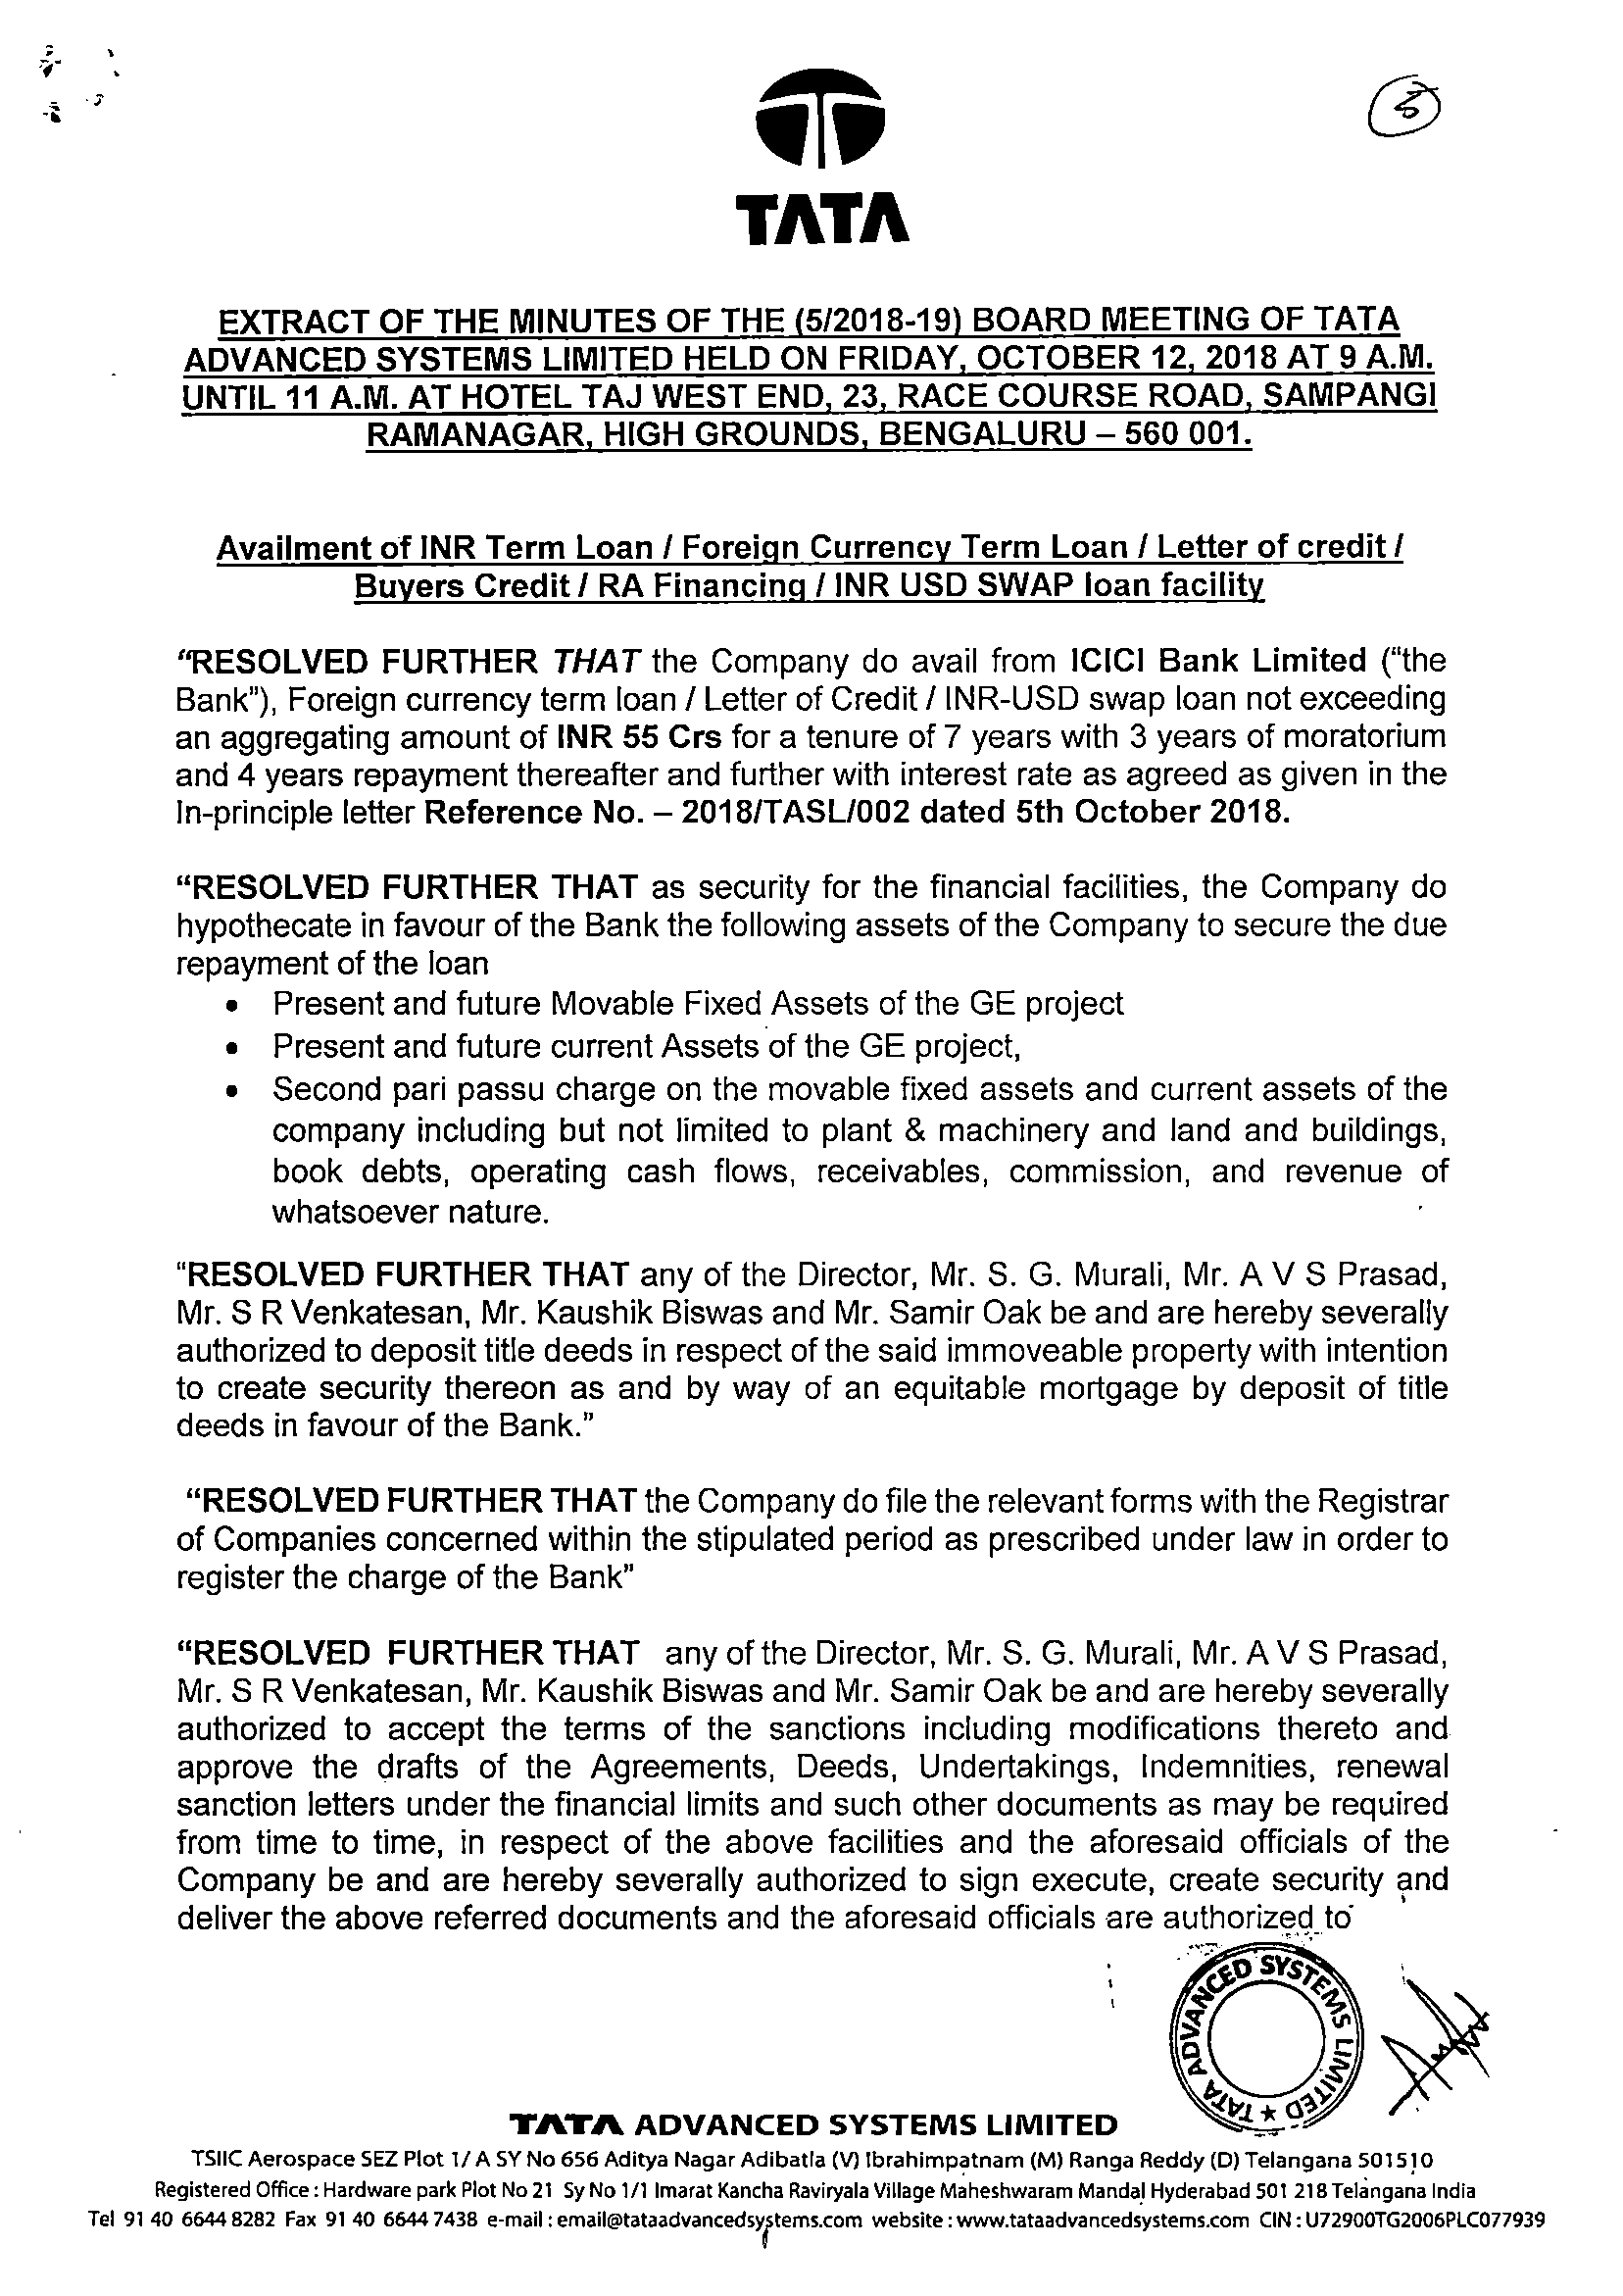 5
TATA
EXTRACT OF THE MINUTES OF THE (5/2018-19) BOARD MEETING OF TATA
ADVANCED SYSTEMS LIMITED HELD ON FRIDAY, OCTOBER 12, 2018 AT 9 A.M.
UNTIL 11 A.M. AT HOTEL TAJ WEST END, 23, RACE COURSE ROAD, SAMPANGI
RAMANAGAR, HIGH GROUNDS, BENGALURU – 560 001.
Availment of INR Term Loan / Foreign Currency Term Loan / Letter of credit /
Buyers Credit / RA Financing / INR USD SWAP loan facility
“RESOLVED FURTHER THAT the Company do avail from ICICI Bank Limited (“the
Bank”), Foreign currency term loan / Letter of Credit / INR-USD swap loan not exceeding
an aggregating amount of INR 55 Crs for a tenure of 7 years with 3 years of moratorium
and 4 years repayment thereafter and further with interest rate as agreed as given in the
In-principle letter Reference No. – 2018/TASL/002 dated 5th October 2018.
“RESOLVED FURTHER THAT as security for the financial facilities, the Company do
hypothecate in favour of the Bank the following assets of the Company to secure the due
repayment of the loan
• Present and future Movable Fixed Assets of the GE project
• Present and future current Assets of the GE project,
• Second pari passu charge on the movable fixed assets and current assets of the
company including but not limited to plant & machinery and land and buildings,
book debts, operating cash flows, receivables, commission, and revenue of
whatsoever nature.
“RESOLVED FURTHER THAT any of the Director, Mr. S. G. Murali, Mr. A V S Prasad,
Mr. S R Venkatesan, Mr. Kaushik Biswas and Mr. Samir Oak be and are hereby severally
authorized to deposit title deeds in respect of the said immoveable property with intention
to create security thereon as and by way of an equitable mortgage by deposit of title
deeds in favour of the Bank.”
“RESOLVED FURTHER THAT the Company do file the relevant forms with the Registrar
of Companies concerned within the stipulated period as prescribed under law in order to
register the charge of the Bank”
“RESOLVED FURTHER THAT any of the Director, Mr. S. G. Murali, Mr. A V S Prasad,
Mr. S R Venkatesan, Mr. Kaushik Biswas and Mr. Samir Oak be and are hereby severally
authorized to accept the terms of the sanctions including modifications thereto and
approve the drafts of the Agreements, Deeds, Undertakings, Indemnities, renewal
sanction letters under the financial limits and such other documents as may be required
from time to time, in respect of the above facilities and the aforesaid officials of the
Company be and are hereby severally authorized to sign execute, create security and
deliver the above referred documents and the aforesaid officials are authorized to
TATA ADVANCED SYSTEMS LIMITED ★
TATA ADVANCED SYSTEMS LIMITED
TSIIC Aerospace SEZ Plot 1/ A SY No 656 Aditya Nagar Adibatla (V) Ibrahimpatnam (M) Ranga Reddy (D) Telangana 501510
Registered Office : Hardware park Plot No 21 Sy No 1/1 Imarat Kancha Raviryala Village Maheshwaram Mandal Hyderabad 501 218 Telangana India
Tel 91 40 6644 8282 Fax 91 40 6644 7438 e-mail : email@tataadvancedsystems.com website : www.tataadvancedsystems.com CIN : U72900TG2006PLC077939